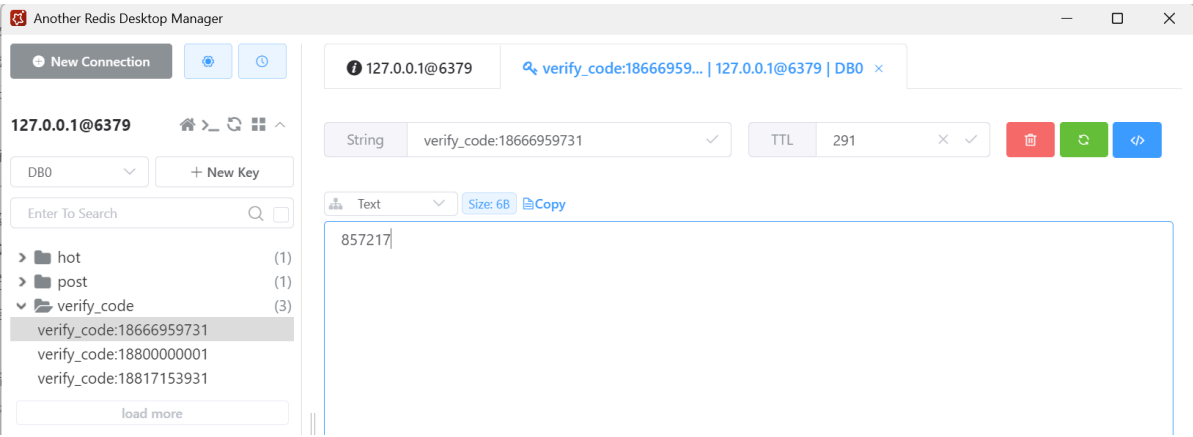 Another Redis Desktop Manager
New Connection
127.0.0.1@6379
verify_code:18666959... | 127.0.0.1@6379 | DB0
127.0.0.1@6379
String
verify_code:18666959731
TTL
291
DB0
New Key
Enter To Search
Text
Size: 6B
Copy
857217
hot (1)
post (1)
verify_code (3)
verify_code:18666959731
verify_code:18800000001
verify_code:18817153931
load more